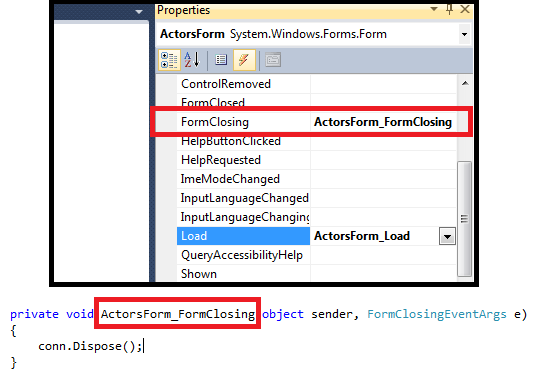 Properties
ActorsForm System.Windows.Forms.Form
ControlRemoved
FormClosed
FormClosing ActorsForm_FormClosing
HelpButtonClicked
HelpRequested
ImeModeChanged
InputLanguageChanged
InputLanguageChanging
Load ActorsForm_Load
QueryAccessibilityHelp
Shown
private void ActorsForm_FormClosing(object sender, FormClosingEventArgs e)
{
conn.Dispose();
}